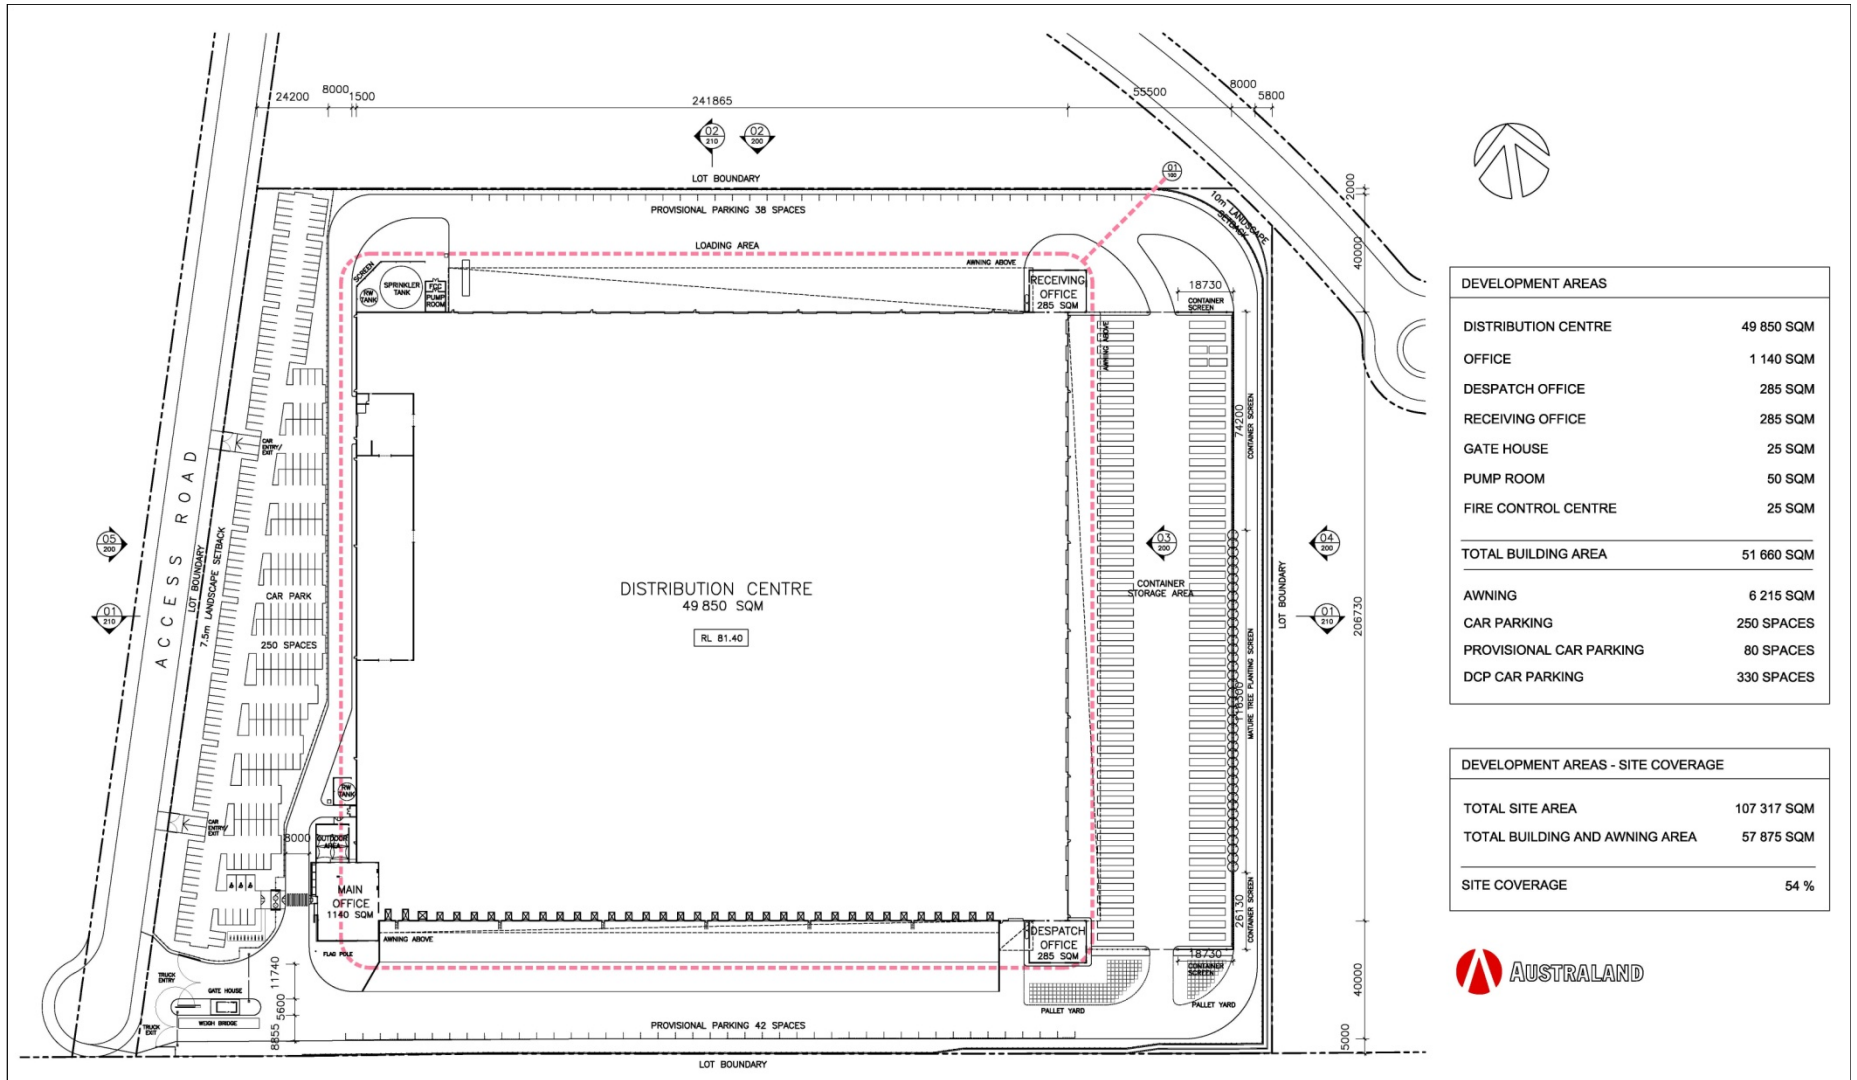 24200
8000
1500
241865
55500
8000
5800
02
210
02
200
LOT BOUNDARY
01
100
10m LANDSCAPE
SETBACK
2000
PROVISIONAL PARKING 38 SPACES
LOADING AREA
AWNING ABOVE
40000
SCREEN
RW
TANK
SPRINKLER
TANK
FCC
PUMP
ROOM
RECEIVING
OFFICE
285 SQM
18730
CONTAINER
SCREEN
AWNING ABOVE
74200
CONTAINER SCREEN
CAR
ENTRY/
EXIT
ACCESS ROAD
LOT BOUNDARY
7.5m LANDSCAPE SETBACK
05
200
01
210
CAR PARK
250 SPACES
DISTRIBUTION CENTRE
49 850 SQM
RL 81.40
03
200
CONTAINER
STORAGE AREA
04
200
LOT BOUNDARY
01
210
206730
116300
MATURE TREE PLANTING SCREEN
RW
TANK
CAR
ENTRY/
EXIT
8000
OUTDOOR
AREA
MAIN
OFFICE
1140 SQM
26130
CONTAINER SCREEN
AWNING ABOVE
FLAG POLE
DESPATCH
OFFICE
285 SQM
18730
CONTAINER
SCREEN
TRUCK
ENTRY
11740
GATE HOUSE
5600
WEIGH BRIDGE
TRUCK
EXIT
8855
PALLET YARD
PALLET YARD
40000
PROVISIONAL PARKING 42 SPACES
5000
LOT BOUNDARY
DEVELOPMENT AREAS
DISTRIBUTION CENTRE 49 850 SQM
OFFICE 1 140 SQM
DESPATCH OFFICE 285 SQM
RECEIVING OFFICE 285 SQM
GATE HOUSE 25 SQM
PUMP ROOM 50 SQM
FIRE CONTROL CENTRE 25 SQM
TOTAL BUILDING AREA 51 660 SQM
AWNING 6 215 SQM
CAR PARKING 250 SPACES
PROVISIONAL CAR PARKING 80 SPACES
DCP CAR PARKING 330 SPACES
DEVELOPMENT AREAS - SITE COVERAGE
TOTAL SITE AREA 107 317 SQM
TOTAL BUILDING AND AWNING AREA 57 875 SQM
SITE COVERAGE 54 %
AUSTRALAND